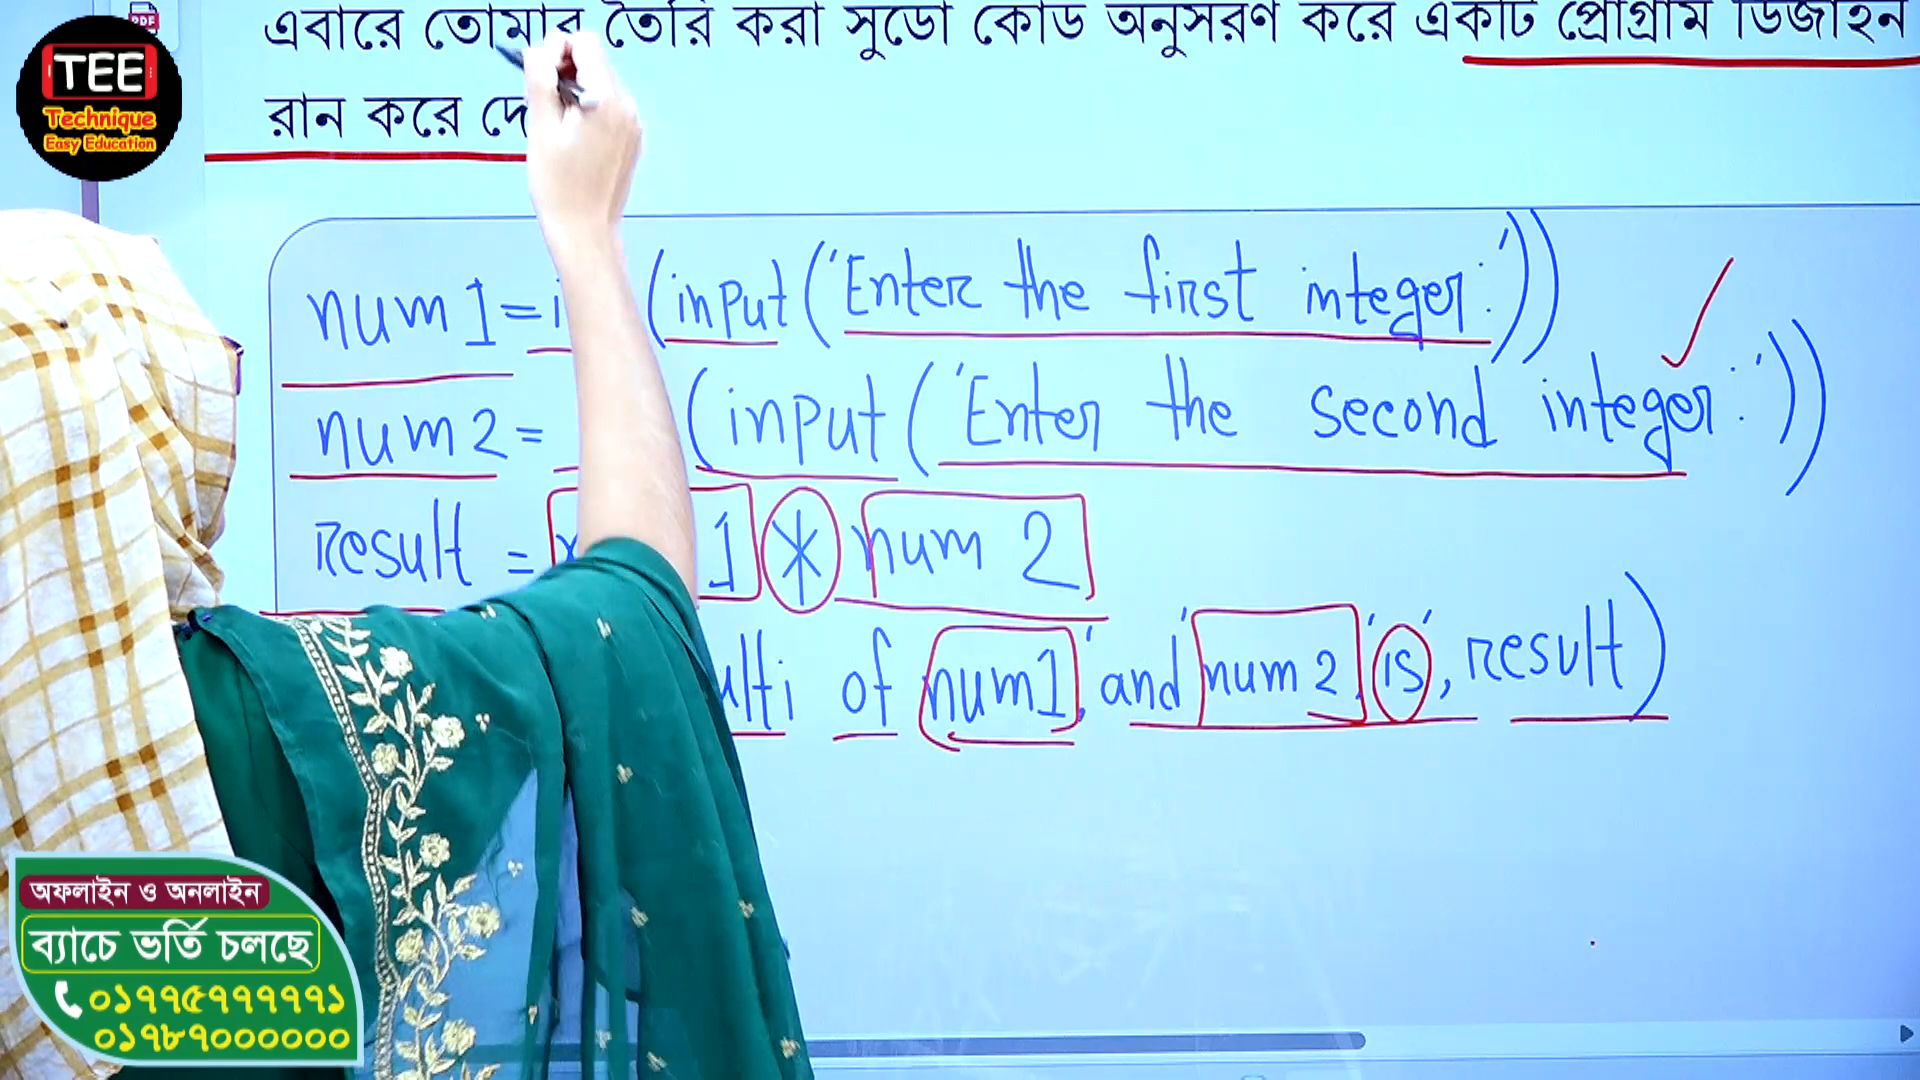 এবারে তোমার তৈরি করা সুডো কোড অনুসরণ করে একটি প্রোগ্রাম ডিজাইন
রান করে
PDF
TEE
Technique
Easy Education
num1= (input('Enter the first integer:'))
num2= (input('Enter the second integer:'))
result = 1 * num 2
of num1,' and' num2,'is', result)
অফলাইন ও অনলাইন
ব্যাচে ভর্তি চলছে
০১৭৭৫৭৭৭৭৭১
০১৭৮৭০০০০০০